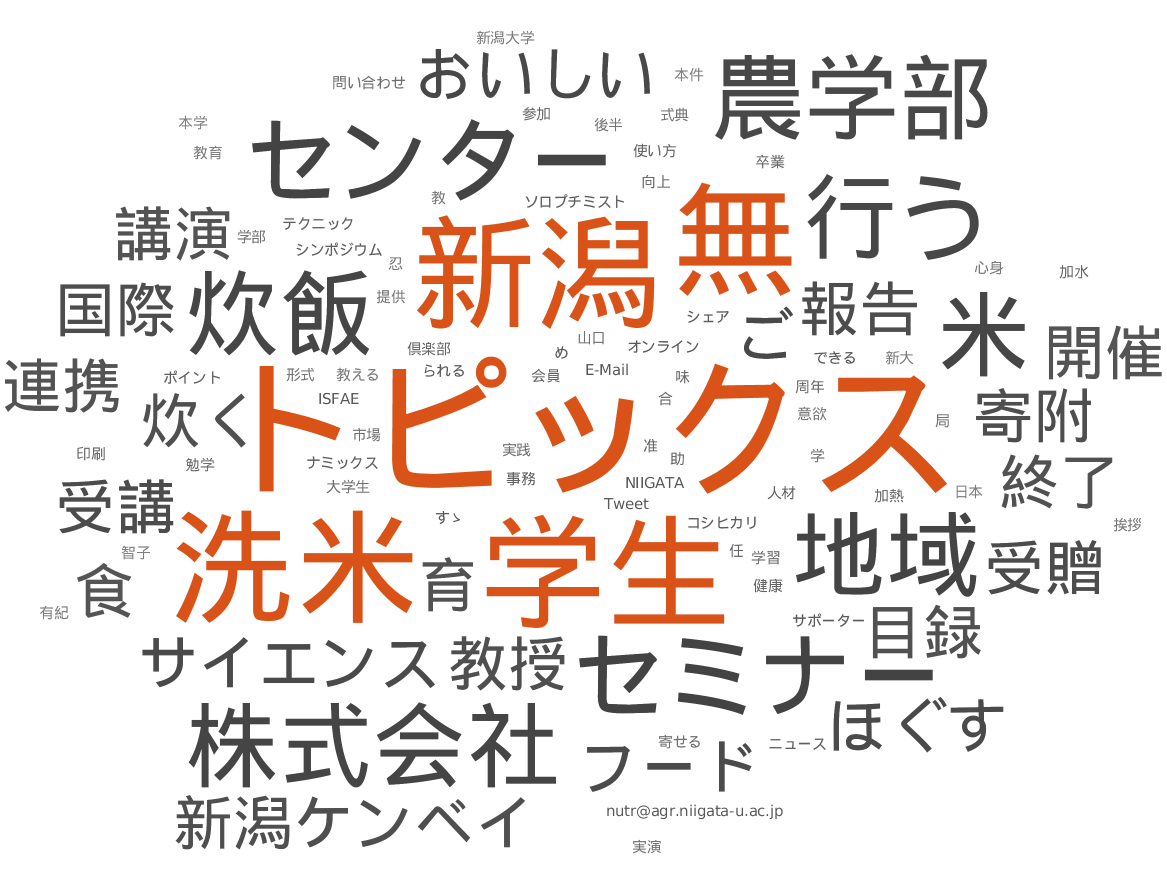 新潟大学
おいしい
本件
農学部
問い合わせ
参加
式典
本学
後半
センター
教育
使い方
卒業
向上
行う
教
ソロプチミスト
無
講演
テクニック
学部
新潟
シンポジウム
忍
心身
加水
国際
炊飯
提供
報告
米
シェア
ご
開催
山口
倶楽部
め
オンライン
できる
新大
連携
ポイント
形式
教える
られる
会員
E-Mail
味
周年
ISFAE
合
寄附
炊く
トピックス
意欲
局
市場
印刷
勉学
ナミックス
実践
准
助
学
終了
大学生
事務
NIIGATA
人材
加熱
日本
受講
Tweet
すゝ
コシヒカリ
挨拶
智子
洗米
学生
任
学習
地域
受贈
食
育
健康
有紀
サポーター
目録
サイエンス
教授
セミナー
株式会社
ほぐす
寄せる
ニュース
フード
新潟ケンベイ
nutr@agr.niigata-u.ac.jp
実演